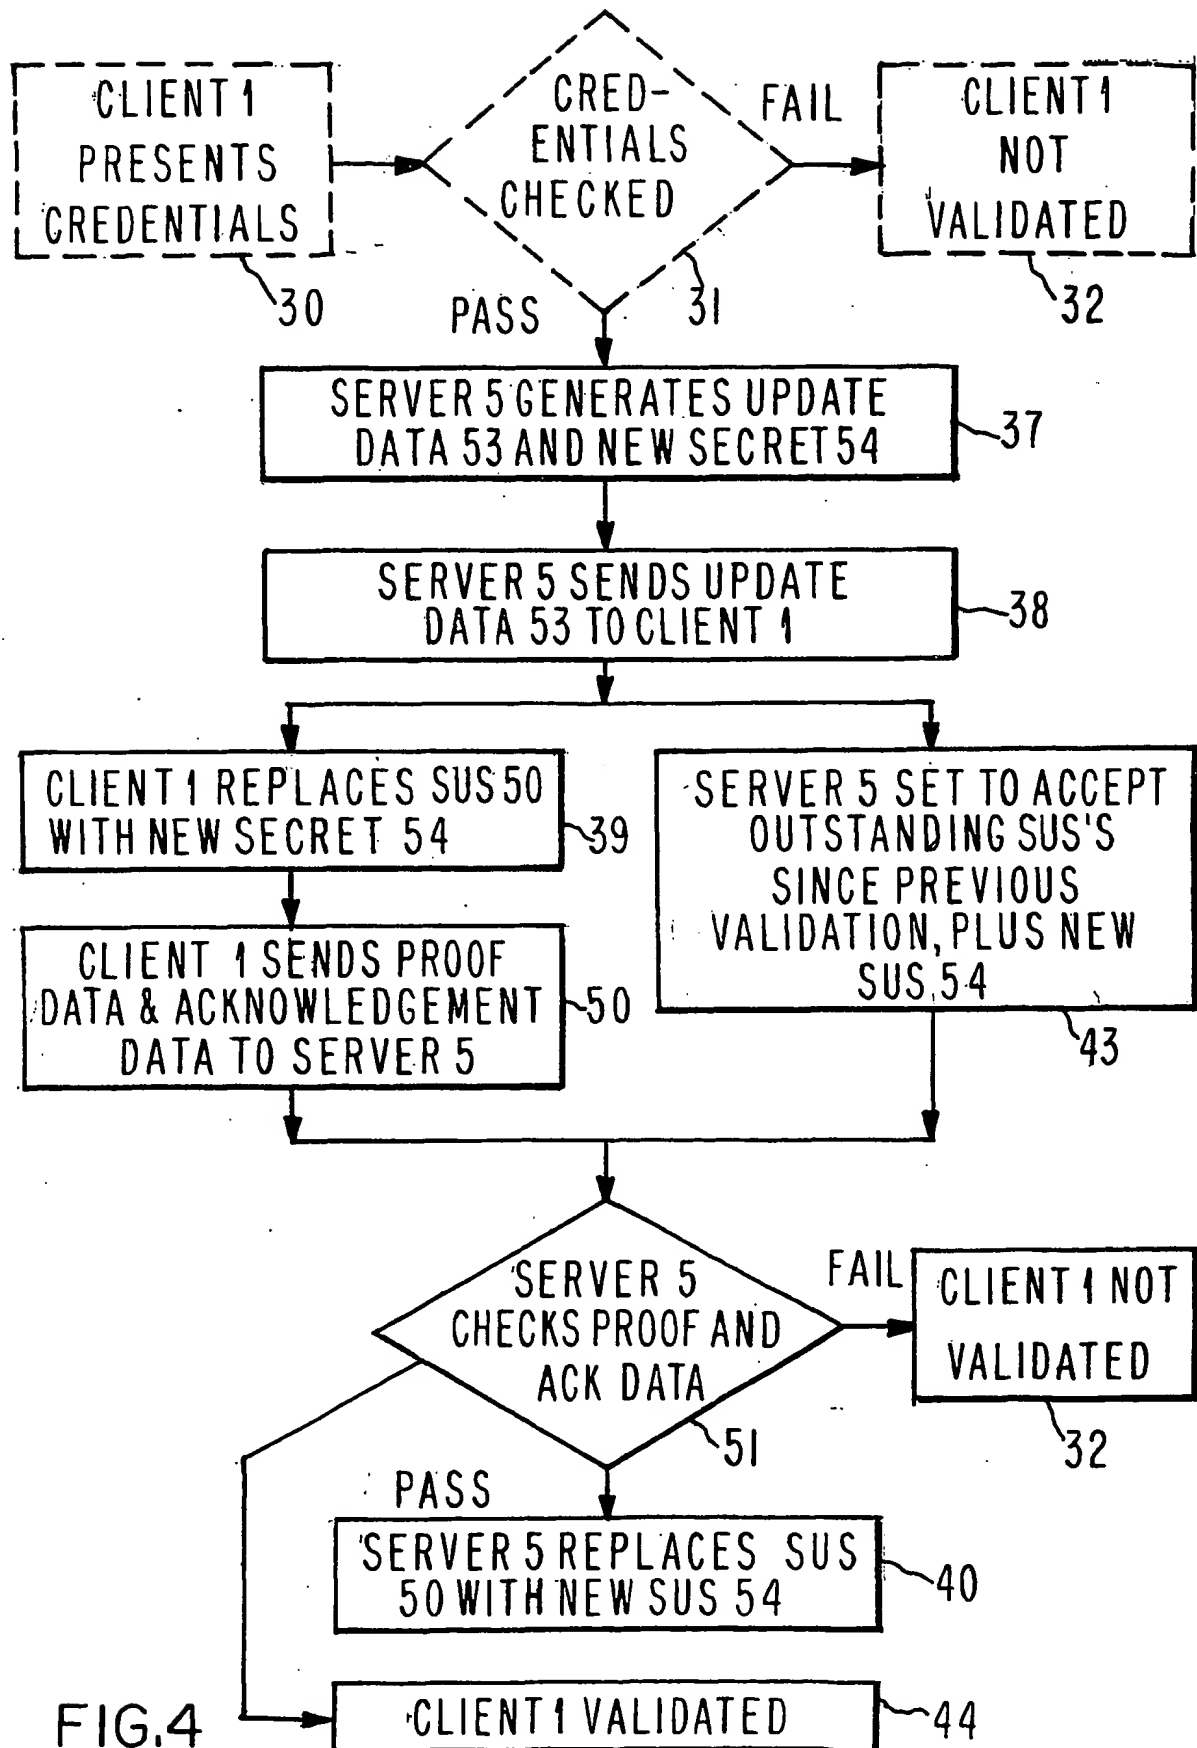 CLIENT 1
PRESENTS
CREDENTIALS
30
CRED-
ENTIALS
CHECKED
31
FAIL
CLIENT 1
NOT
VALIDATED
32
PASS
SERVER 5 GENERATES UPDATE
DATA 53 AND NEW SECRET 54
37
SERVER 5 SENDS UPDATE
DATA 53 TO CLIENT 1
38
CLIENT 1 REPLACES SUS 50
WITH NEW SECRET 54
39
SERVER 5 SET TO ACCEPT
OUTSTANDING SUS'S
SINCE PREVIOUS
VALIDATION, PLUS NEW
SUS 54
43
CLIENT 1 SENDS PROOF
DATA & ACKNOWLEDGEMENT
DATA TO SERVER 5
50
SERVER 5
CHECKS PROOF AND
ACK DATA
51
FAIL
CLIENT 1 NOT
VALIDATED
32
PASS
SERVER 5 REPLACES SUS
50 WITH NEW SUS 54
40
CLIENT 1 VALIDATED
44
FIG.4